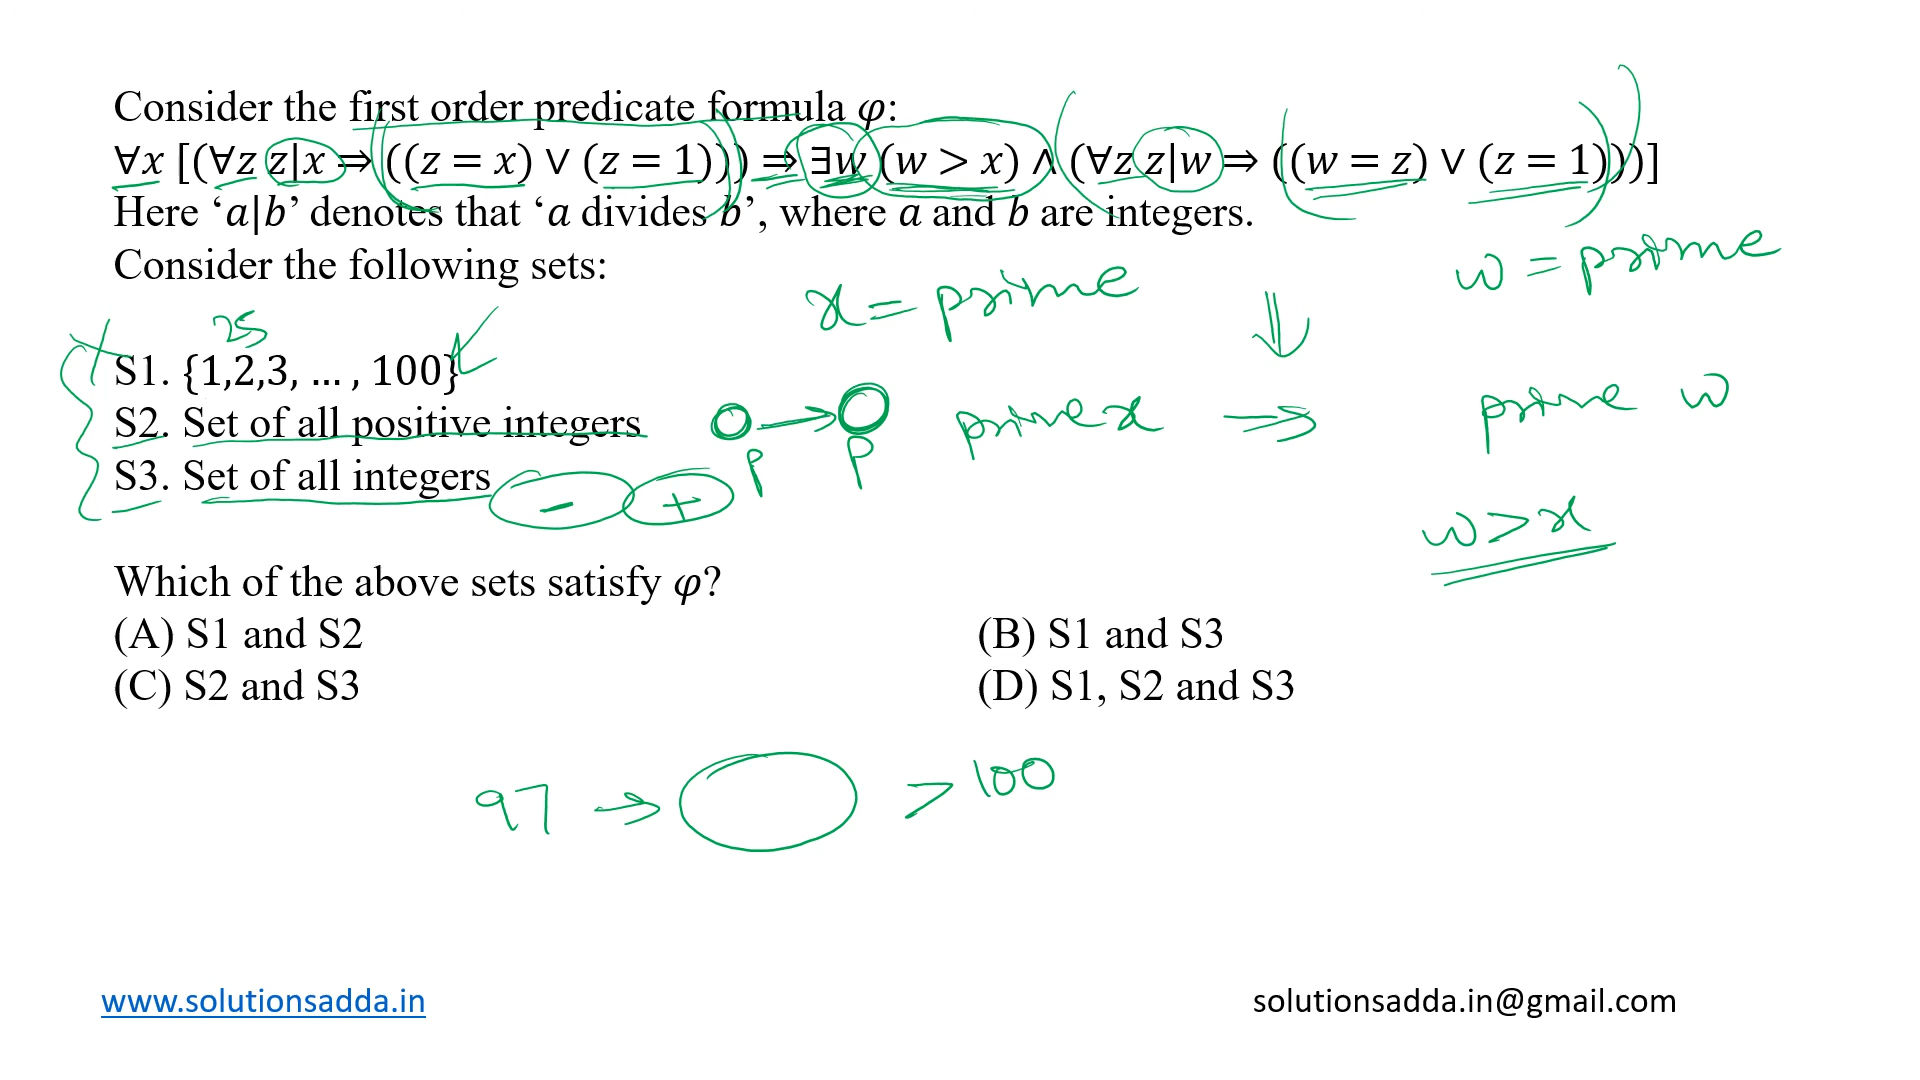 Consider the first order predicate formula φ:
∀x [(∀z z|x ⇒ ((z = x) ∨ (z = 1))) ⇒ ∃w (w > x) ∧ (∀z z|w ⇒ ((w = z) ∨ (z = 1)))]
Here ‘a|b’ denotes that ‘a divides b’, where a and b are integers.
Consider the following sets:
w = prime
x = prime
25
S1. {1,2,3, … , 100}
S2. Set of all positive integers
prime x ⇒ prime w
P P
S3. Set of all integers
- +
w > x
Which of the above sets satisfy φ?
(A) S1 and S2 (B) S1 and S3
(C) S2 and S3 (D) S1, S2 and S3
97 → > 100
www.solutionsadda.in solutionsadda.in@gmail.com